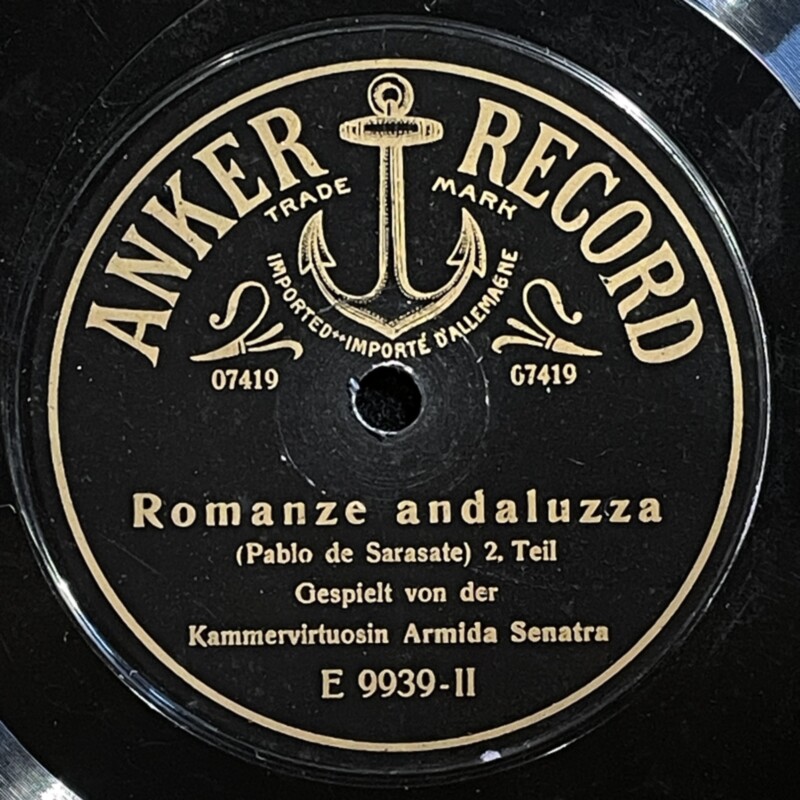 ANKER RECORD
TRADE MARK
IMPORTED++IMPORTÉ D'ALLEMAGNE
07419 07419
Romanze andaluzza
(Pablo de Sarasate) 2. Teil
Gespielt von der
Kammervirtuosin Armida Senatra
E 9939-II